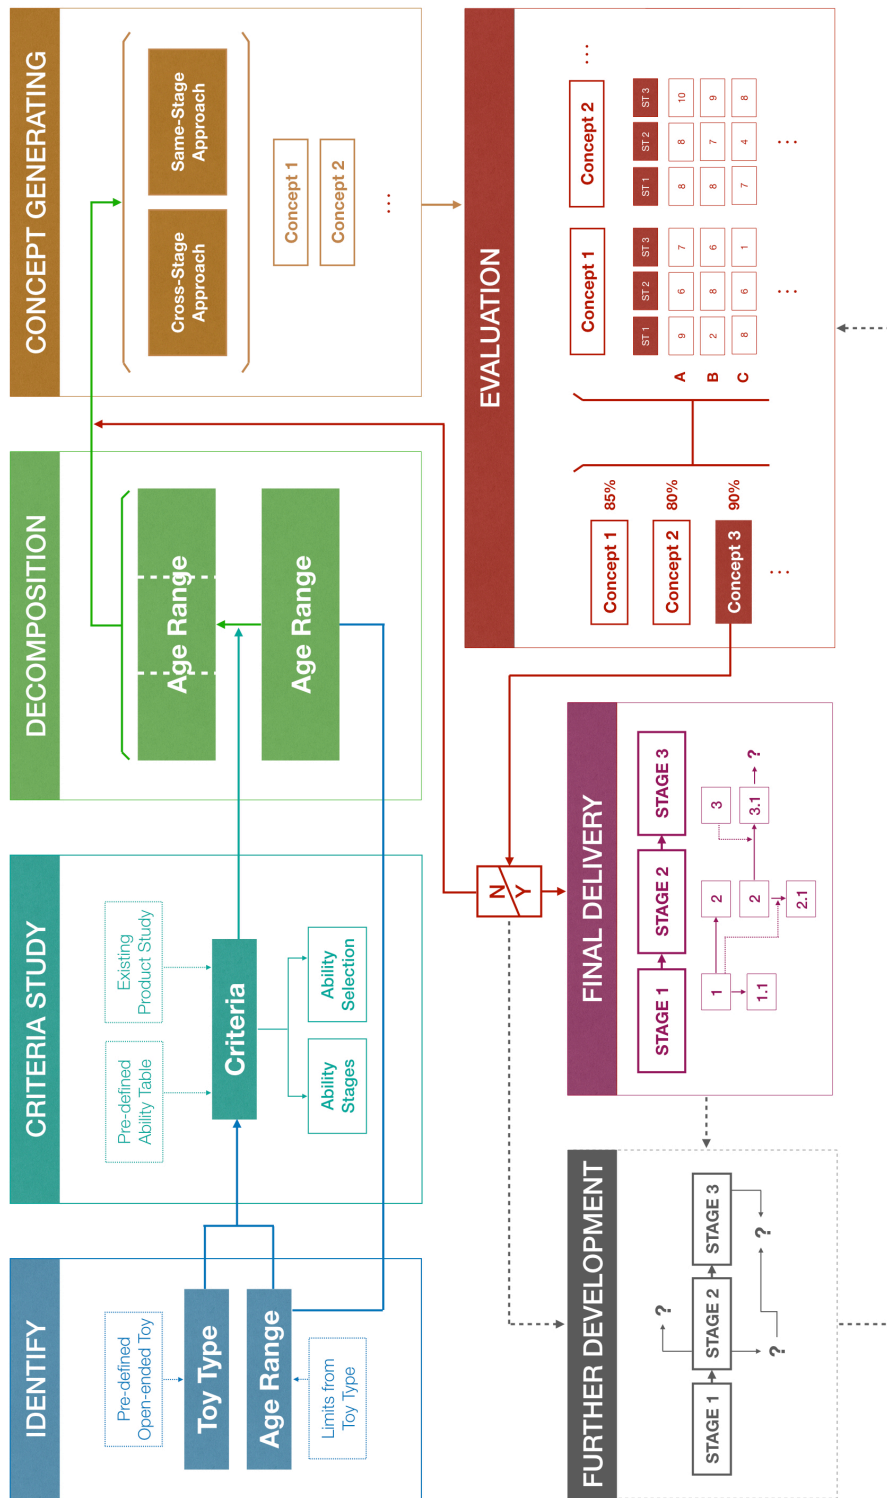 IDENTIFY
Pre-defined
Open-ended Toy
Toy Type
Age Range
Limits from
Toy Type
CRITERIA STUDY
Pre-defined
Ability Table
Existing
Product Study
Criteria
Ability
Stages
Ability
Selection
DECOMPOSITION
Age Range
Age Range
CONCEPT GENERATING
Cross-Stage
Approach
Same-Stage
Approach
Concept 1
Concept 2
...
FURTHER DEVELOPMENT
?
STAGE 1
STAGE 2
STAGE 3
?
?
FINAL DELIVERY
STAGE 1
STAGE 2
STAGE 3
1
2
3
1.1
2
3.1
?
2.1
N
Y
EVALUATION
Concept 1
85%
Concept 2
80%
Concept 3
90%
...
Concept 1
Concept 2
...
ST 1
ST 2
ST 3
ST 1
ST 2
ST 3
A
9
6
7
8
8
10
B
2
8
6
8
7
9
C
8
6
1
7
4
8
...
...